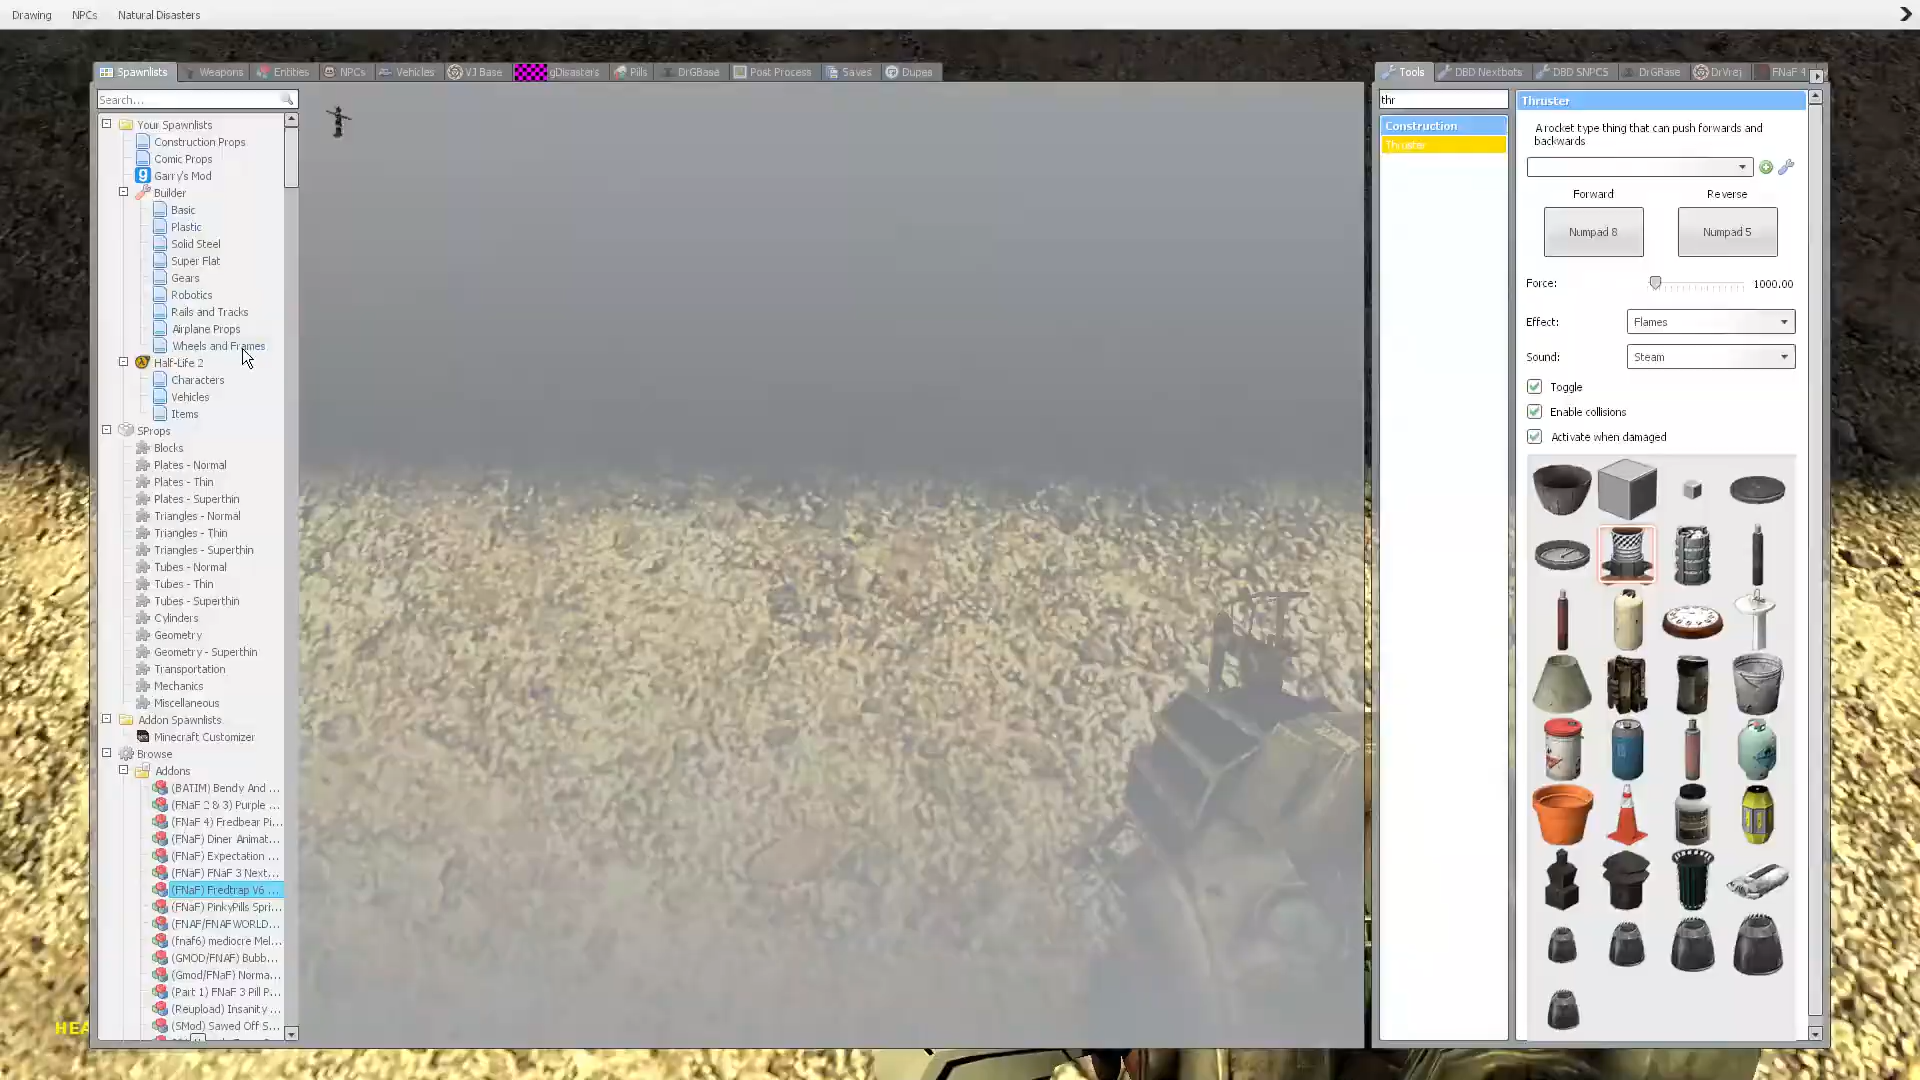 Drawing NPCs Natural Disasters
Spawnlists Weapons Entities NPCs Vehicles VJ Base gDisasters Pills DrGBase Post Process Saves Dupes
Search...
Your Spawnlists
Construction Props
Comic Props
Garry's Mod
Builder
Basic
Plastic
Solid Steel
Super Flat
Gears
Robotics
Rails and Tracks
Airplane Props
Wheels and Frames
Half-Life 2
Characters
Vehicles
Items
SProps
Blocks
Plates - Normal
Plates - Thin
Plates - Superthin
Triangles - Normal
Triangles - Thin
Triangles - Superthin
Tubes - Normal
Tubes - Thin
Tubes - Superthin
Cylinders
Geometry
Geometry - Superthin
Transportation
Mechanics
Miscellaneous
Addon Spawnlists
Minecraft Customizer
Browse
Addons
(BATIM) Bendy And ...
(FNaF 2 & 3) Purple ...
(FNaF 4) Fredbear Pi...
(FNaF) Diner Animat...
(FNaF) Expectation ...
(FNaF) FNaF 3 Next...
(FNaF) Fredtrap V6 ...
(FNaF) PinkyPills Spri...
(FNAF/FNAFWORLD...
(fnaf6) mediocre Mel...
(GMOD/FNAF) Bubb...
(Gmod/FNaF) Norma...
(Part 1) FNaF 3 Pill P...
(Reupload) Insanity ...
(SMod) Sawed Off S...
HEA
Tools DBD Nextbots DBD SNPCS DrGBase DrVrej FNaF 4
thr
Construction
Thruster
Thruster
A rocket type thing that can push forwards and
backwards
Forward Reverse
Numpad 8 Numpad 5
Force: 1000.00
Effect: Flames
Sound: Steam
Toggle
Enable collisions
Activate when damaged